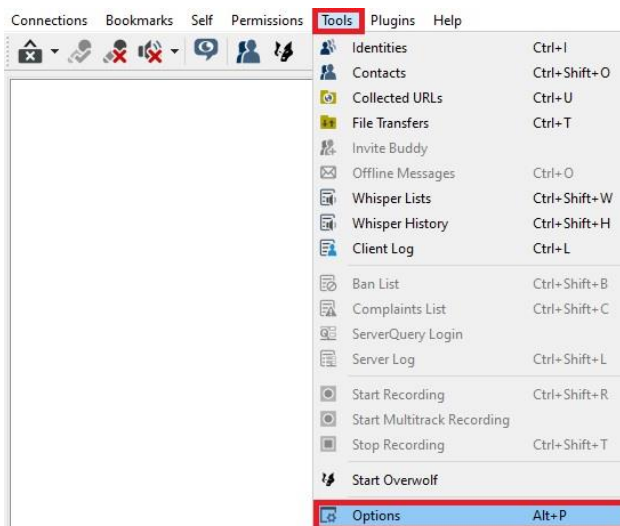 Connections Bookmarks Self Permissions Tools Plugins Help
Identities Ctrl+I
Contacts Ctrl+Shift+O
Collected URLs Ctrl+U
File Transfers Ctrl+T
Invite Buddy
Offline Messages Ctrl+O
Whisper Lists Ctrl+Shift+W
Whisper History Ctrl+Shift+H
Client Log Ctrl+L
Ban List Ctrl+Shift+B
Complaints List Ctrl+Shift+C
ServerQuery Login
Server Log Ctrl+Shift+L
Start Recording Ctrl+Shift+R
Start Multitrack Recording
Stop Recording Ctrl+Shift+T
Start Overwolf
Options Alt+P